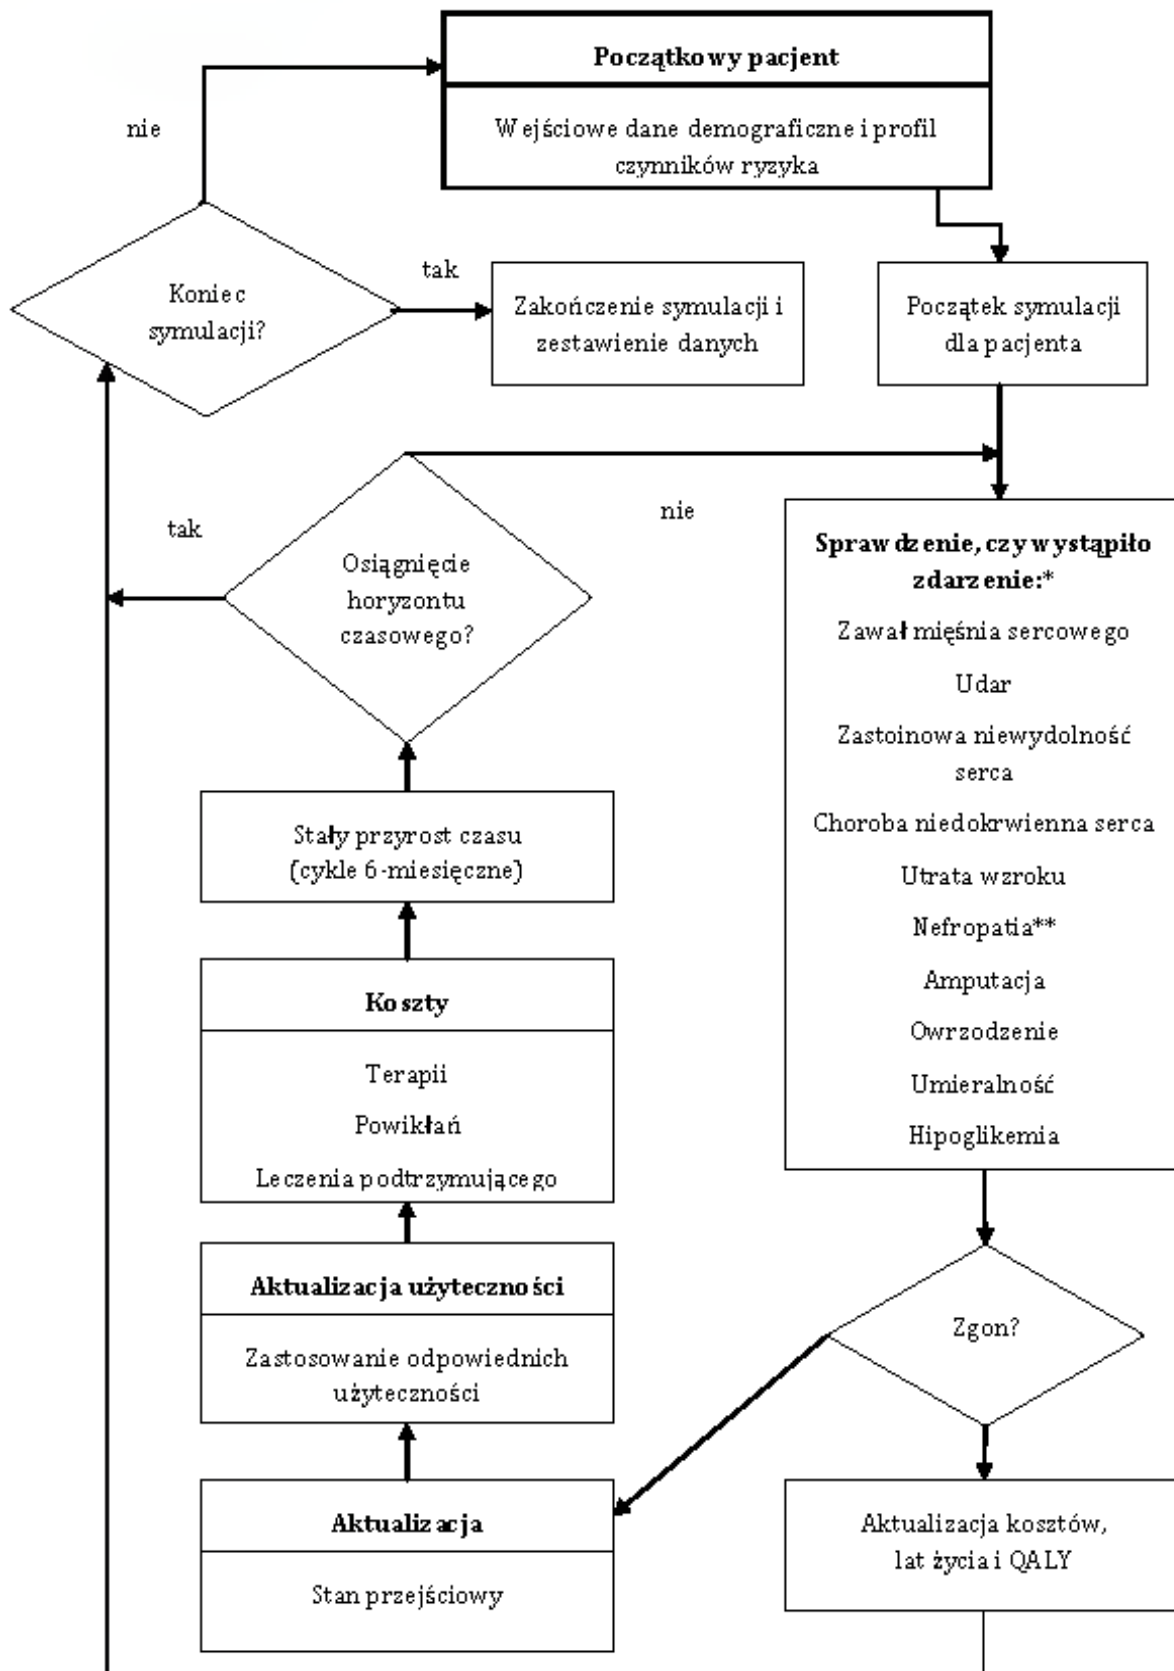 Początkowy pacjent
Wejściowe dane demograficzne i profil
czynników ryzyka
nie
Koniec
symulacji?
tak
Zakończenie symulacji i
zestawienie danych
Początek symulacji
dla pacjenta
tak
Osiągnięcie
horyzontu
czasowego?
nie
Sprawdzenie, czy wystąpiło
zdarzenie:*
Zawał mięśnia sercowego
Udar
Zastoinowa niewydolność
serca
Choroba niedokrwienna serca
Utrata wzroku
Nefropatia**
Amputacja
Owrzodzenie
Umieralność
Hipoglikemia
Stały przyrost czasu
(cykle 6-miesięczne)
Koszty
Terapii
Powikłań
Leczenia podtrzymującego
Aktualizacja użyteczności
Zastosowanie odpowiednich
użyteczności
Zgon?
Aktualizacja
Stan przejściowy
Aktualizacja kosztów,
lat życia i QALY